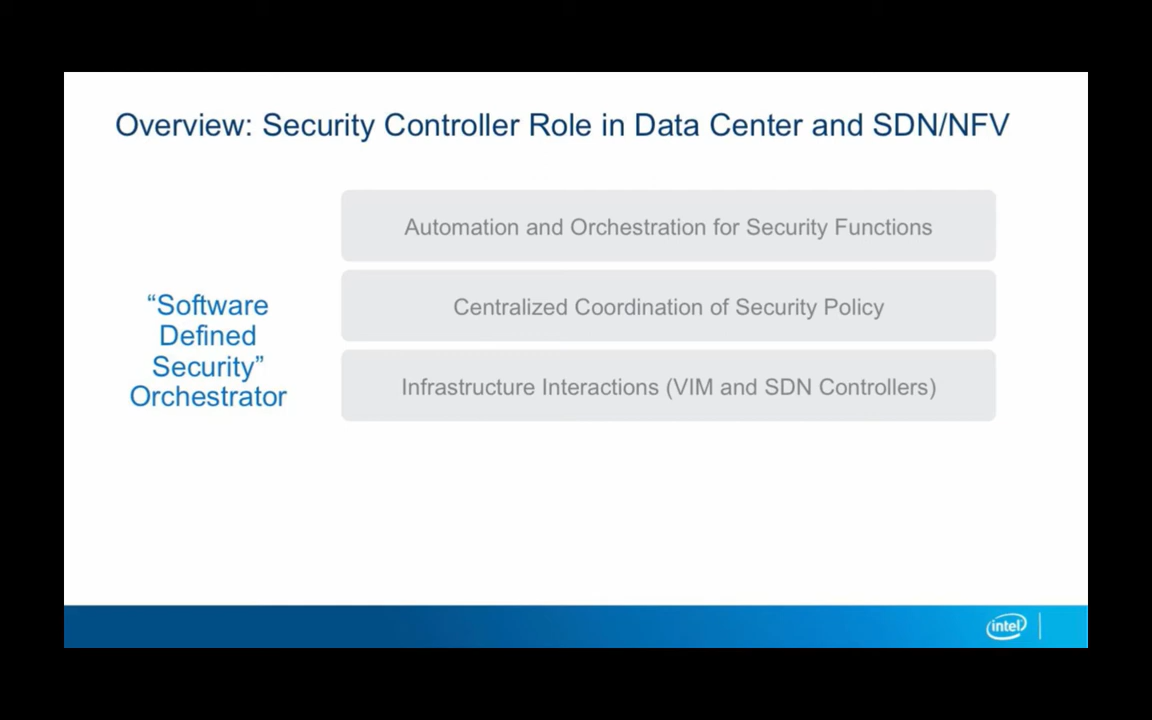 Overview: Security Controller Role in Data Center and SDN/NFV
Automation and Orchestration for Security Functions
“Software
Defined
Security”
Orchestrator
Centralized Coordination of Security Policy
Infrastructure Interactions (VIM and SDN Controllers)
intel